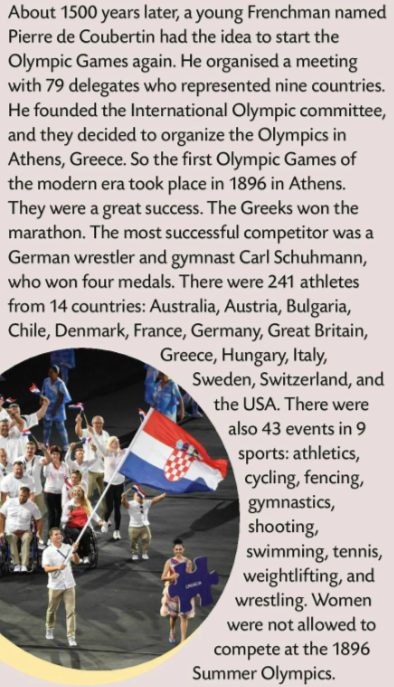 About 1500 years later, a young Frenchman named
Pierre de Coubertin had the idea to start the
Olympic Games again. He organised a meeting
with 79 delegates who represented nine countries.
He founded the International Olympic committee,
and they decided to organize the Olympics in
Athens, Greece. So the first Olympic Games of
the modern era took place in 1896 in Athens.
They were a great success. The Greeks won the
marathon. The most successful competitor was a
German wrestler and gymnast Carl Schuhmann,
who won four medals. There were 241 athletes
from 14 countries: Australia, Austria, Bulgaria,
Chile, Denmark, France, Germany, Great Britain,
Greece, Hungary, Italy,
Sweden, Switzerland, and
the USA. There were
also 43 events in 9
sports: athletics,
cycling, fencing,
gymnastics,
shooting,
swimming, tennis,
weightlifting, and
wrestling. Women
were not allowed to
compete at the 1896
Summer Olympics.